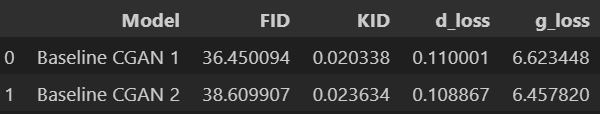 Model FID KID d_loss g_loss
0 Baseline CGAN 1 36.450094 0.020338 0.110001 6.623448
1 Baseline CGAN 2 38.609907 0.023634 0.108867 6.457820